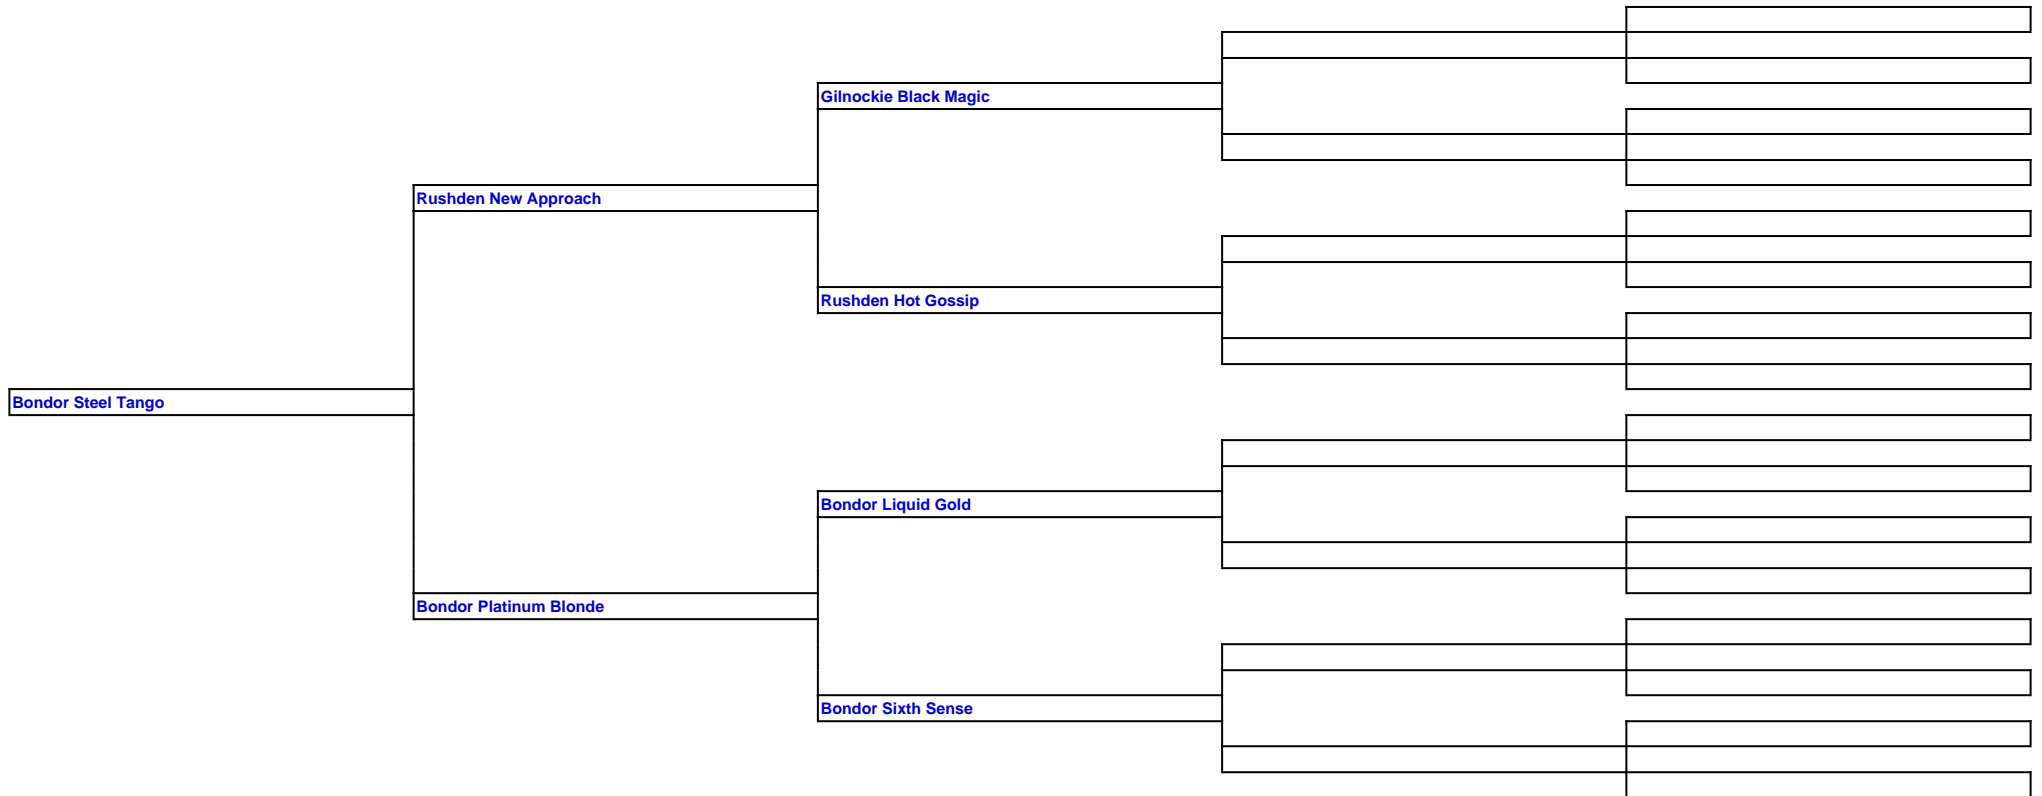 Gilnockie Black Magic
Rushden New Approach
Rushden Hot Gossip
Bondor Steel Tango
Bondor Liquid Gold
Bondor Platinum Blonde
Bondor Sixth Sense